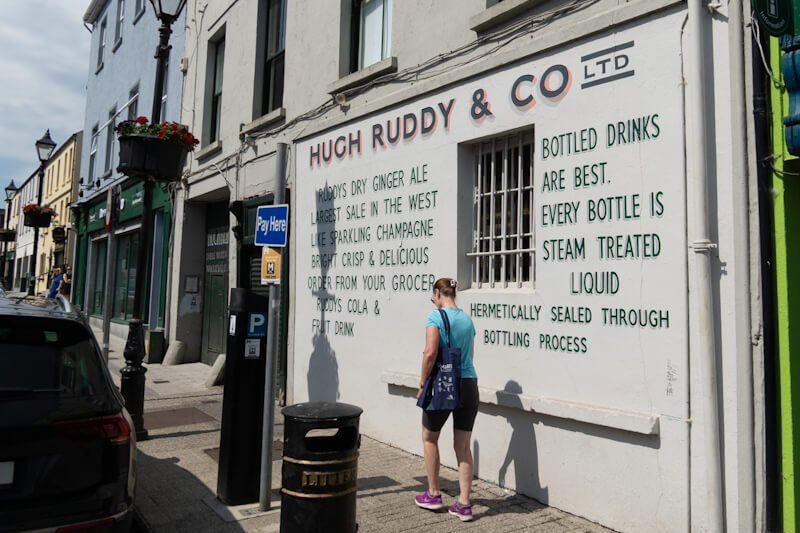 HUGH RUDDY & CO LTD
RUDDYS DRY GINGER ALE
LARGEST SALE IN THE WEST
LIKE SPARKLING CHAMPAGNE
BRIGHT CRISP & DELICIOUS
ORDER FROM YOUR GROCER
RUDDYS COLA &
FRUIT DRINK
BOTTLED DRINKS
ARE BEST.
EVERY BOTTLE IS
STEAM TREATED
LIQUID
HERMETICALLY SEALED THROUGH
BOTTLING PROCESS
Pay Here
P
LITTER